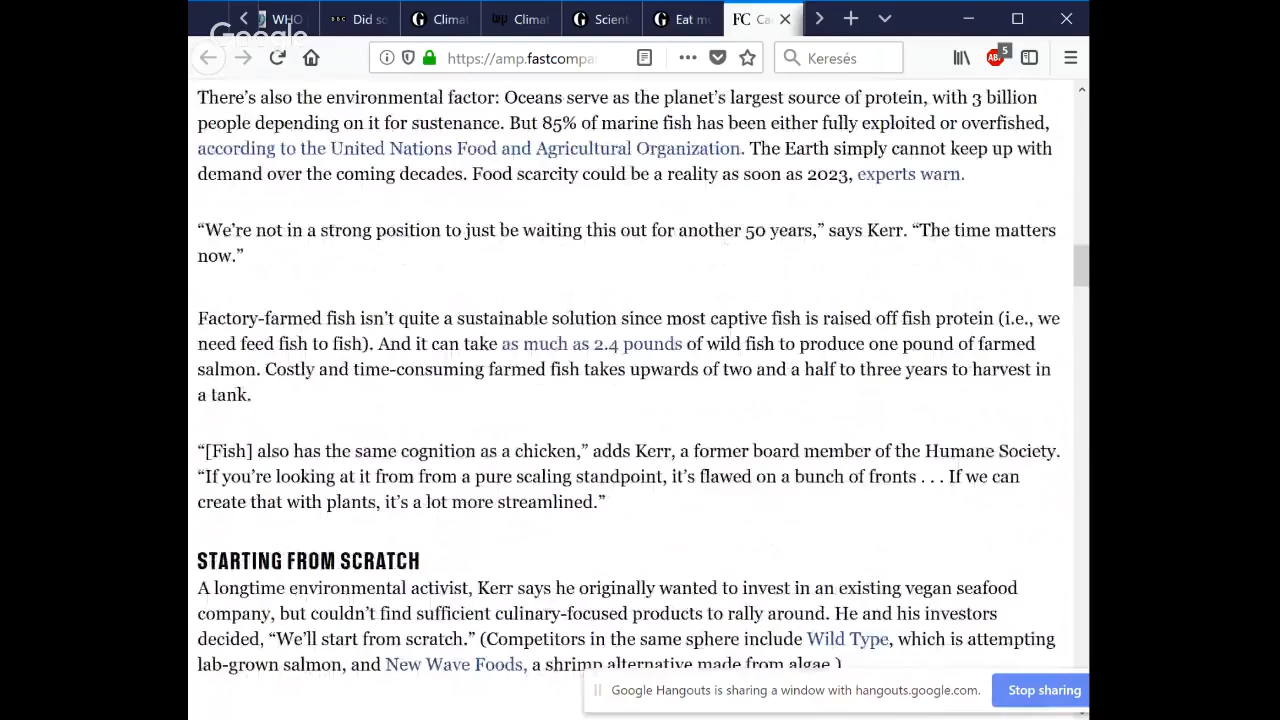 WHO
Did sc
Climat
Climat
Scient
Eat m
FC Ca
Google
https://amp.fastcompa
Keresés
5
There's also the environmental factor: Oceans serve as the planet's largest source of protein, with 3 billion
people depending on it for sustenance. But 85% of marine fish has been either fully exploited or overfished,
according to the United Nations Food and Agricultural Organization. The Earth simply cannot keep up with
demand over the coming decades. Food scarcity could be a reality as soon as 2023, experts warn.
“We're not in a strong position to just be waiting this out for another 50 years,” says Kerr. “The time matters
now.”
Factory-farmed fish isn't quite a sustainable solution since most captive fish is raised off fish protein (i.e., we
need feed fish to fish). And it can take as much as 2.4 pounds of wild fish to produce one pound of farmed
salmon. Costly and time-consuming farmed fish takes upwards of two and a half to three years to harvest in
a tank.
“[Fish] also has the same cognition as a chicken,” adds Kerr, a former board member of the Humane Society.
“If you're looking at it from from a pure scaling standpoint, it's flawed on a bunch of fronts . . . If we can
create that with plants, it's a lot more streamlined.”
STARTING FROM SCRATCH
A longtime environmental activist, Kerr says he originally wanted to invest in an existing vegan seafood
company, but couldn't find sufficient culinary-focused products to rally around. He and his investors
decided, “We'll start from scratch.” (Competitors in the same sphere include Wild Type, which is attempting
lab-grown salmon, and New Wave Foods, a shrimp alternative made from algae.)
Google Hangouts is sharing a window with hangouts.google.com.
Stop sharing